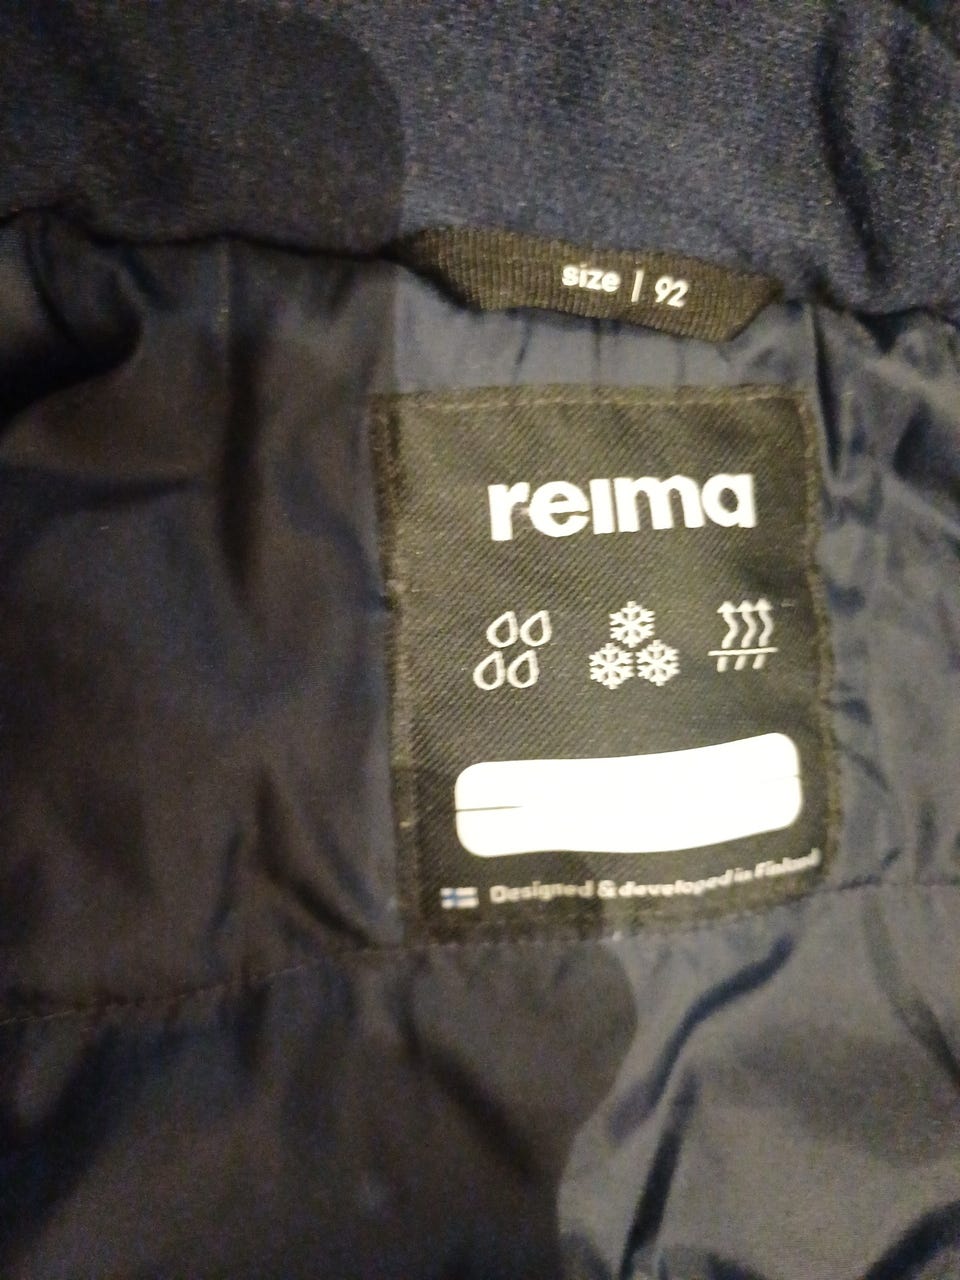 size | 92
reima
Designed & developed in Finland